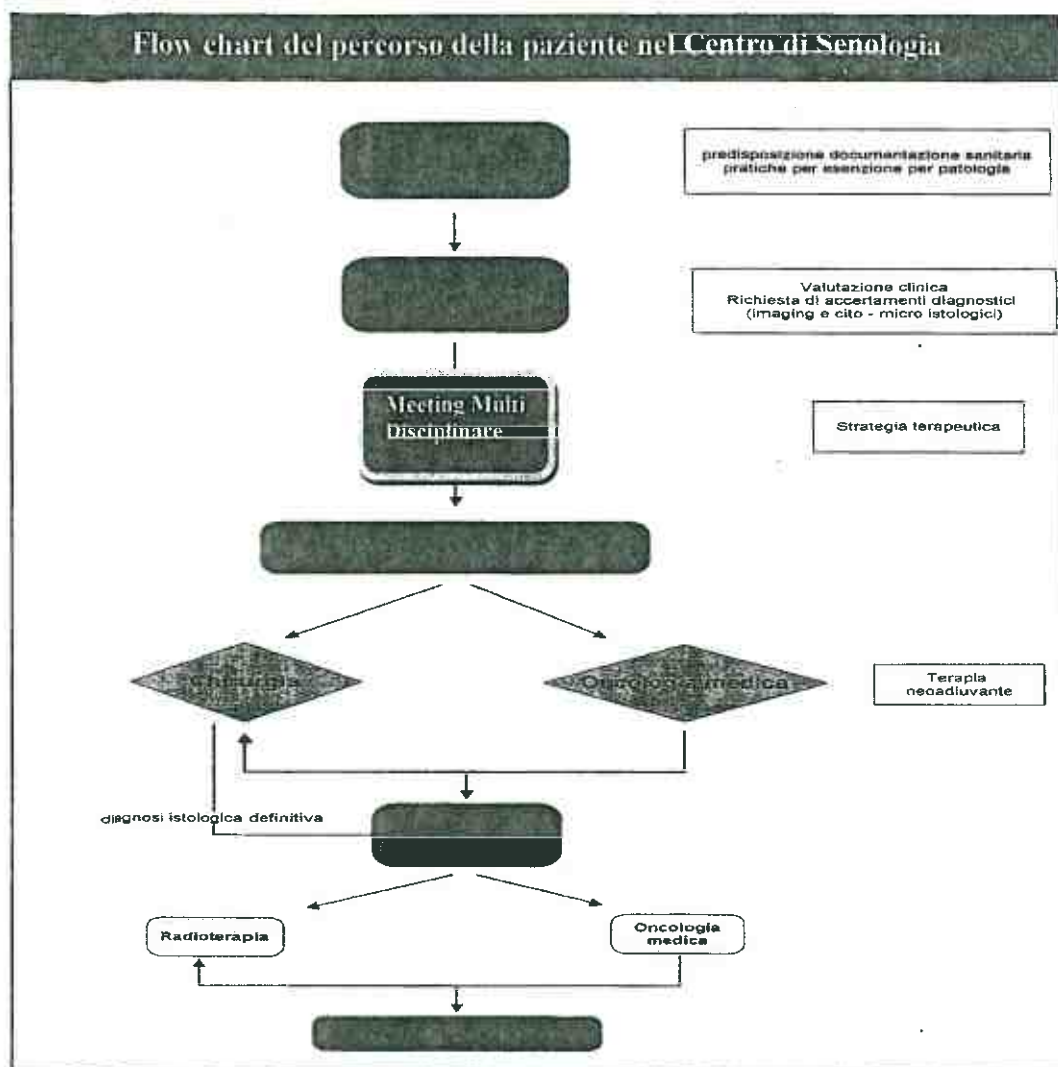 Flow chart del percorso della paziente nel Centro di Senologia
predisposizione documentazione sanitaria
pratiche per esenzione per patologia
Valutazione clinica
Richiesta di accertamenti diagnostici
(imaging e cito - micro istologici)
Meeting Multi
Disciplinare
Strategia terapeutica
Chirurgia
Oncologia medica
Terapia
neoadiuvante
diagnosi istologica definitiva
Radioterapia
Oncologia
medica